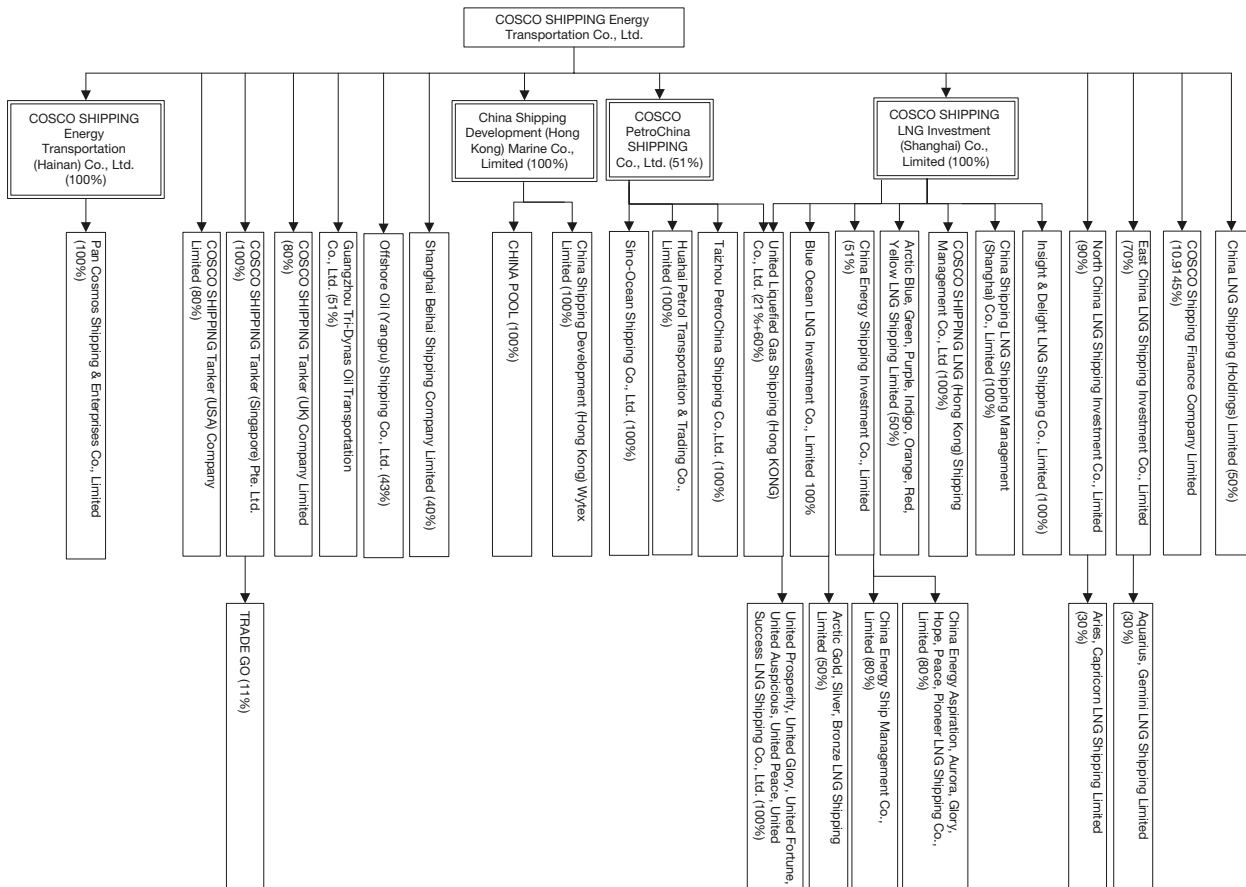 COSCO SHIPPING Energy
Transportation Co., Ltd.
COSCO SHIPPING
Energy
Transportation
(Hainan) Co., Ltd.
(100%)
China Shipping
Development (Hong
Kong) Marine Co.,
Limited (100%)
COSCO
PetroChina
SHIPPING
Co., Ltd. (51%)
COSCO SHIPPING
LNG Investment
(Shanghai) Co.,
Limited (100%)
Pan Cosmos Shipping & Enterprises Co., Limited
(100%)
COSCO SHIPPING Tanker (USA) Company
Limited (80%)
COSCO SHIPPING Tanker (Singapore) Pte. Ltd.
(100%)
COSCO SHIPPING Tanker (UK) Company Limited
(80%)
Guangzhou Tri-Dynas Oil Transportation
Co., Ltd. (51%)
Offshore Oil (Yangpu) Shipping Co., Ltd. (43%)
Shanghai Beihai Shipping Company Limited (40%)
CHINA POOL (100%)
China Shipping Development (Hong Kong) Wytex
Limited (100%)
Sino-Ocean Shipping Co., Ltd. (100%)
Huahai Petrol Transportation & Trading Co.,
Limited (100%)
Taizhou PetroChina Shipping Co.,Ltd. (100%)
United Liquefied Gas Shipping (Hong KONG)
Co., Ltd. (21%+60%)
Blue Ocean LNG Investment Co., Limited 100%
China Energy Shipping Investment Co., Limited
(51%)
Arctic Blue, Green, Purple, Indigo, Orange, Red,
Yellow LNG Shipping Limited (50%)
COSCO SHIPPING LNG (Hong Kong) Shipping
Management Co., Ltd (100%)
China Shipping LNG Shipping Management
(Shanghai) Co., Limited (100%)
Insight & Delight LNG Shipping Co., Limited (100%)
North China LNG Shipping Investment Co., Limited
(90%)
East China LNG Shipping Investment Co., Limited
(70%)
COSCO Shipping Finance Company Limited
(10.9145%)
China LNG Shipping (Holdings) Limited (50%)
TRADE GO (11%)
United Prosperity, United Glory, United Fortune,
United Auspicious, United Peace, United
Success LNG Shipping Co., Ltd. (100%)
Arctic Gold, Silver, Bronze LNG Shipping
Limited (50%)
China Energy Ship Management Co.,
Limited (80%)
China Energy Aspiration, Aurora, Glory,
Hope, Peace, Pioneer LNG Shipping Co.,
Limited (80%)
Aries, Capricorn LNG Shipping Limited
(30%)
Aquarius, Gemini LNG Shipping Limited
(30%)